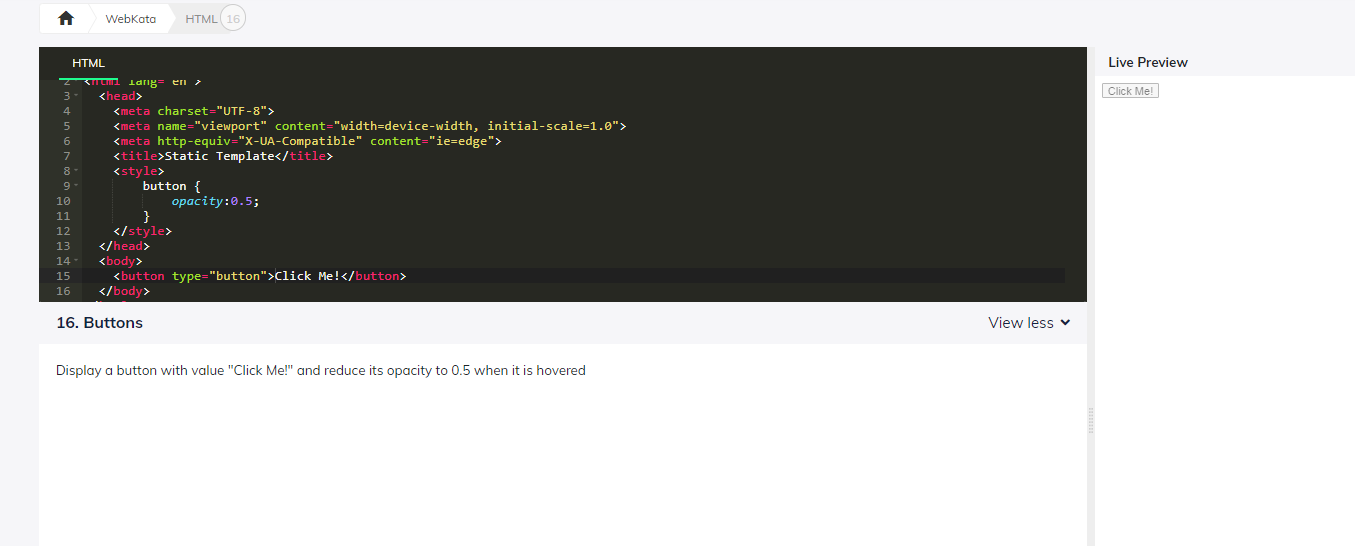 WebKata
HTML 16
HTML
Live Preview
Click Me!
2 <html lang="en">
3 <head>
4 <meta charset="UTF-8">
5 <meta name="viewport" content="width=device-width, initial-scale=1.0">
6 <meta http-equiv="X-UA-Compatible" content="ie=edge">
7 <title>Static Template</title>
8 <style>
9 button {
10 opacity:0.5;
11 }
12 </style>
13 </head>
14 <body>
15 <button type="button">Click Me!</button>
16 </body>
16. Buttons
View less
Display a button with value "Click Me!" and reduce its opacity to 0.5 when it is hovered